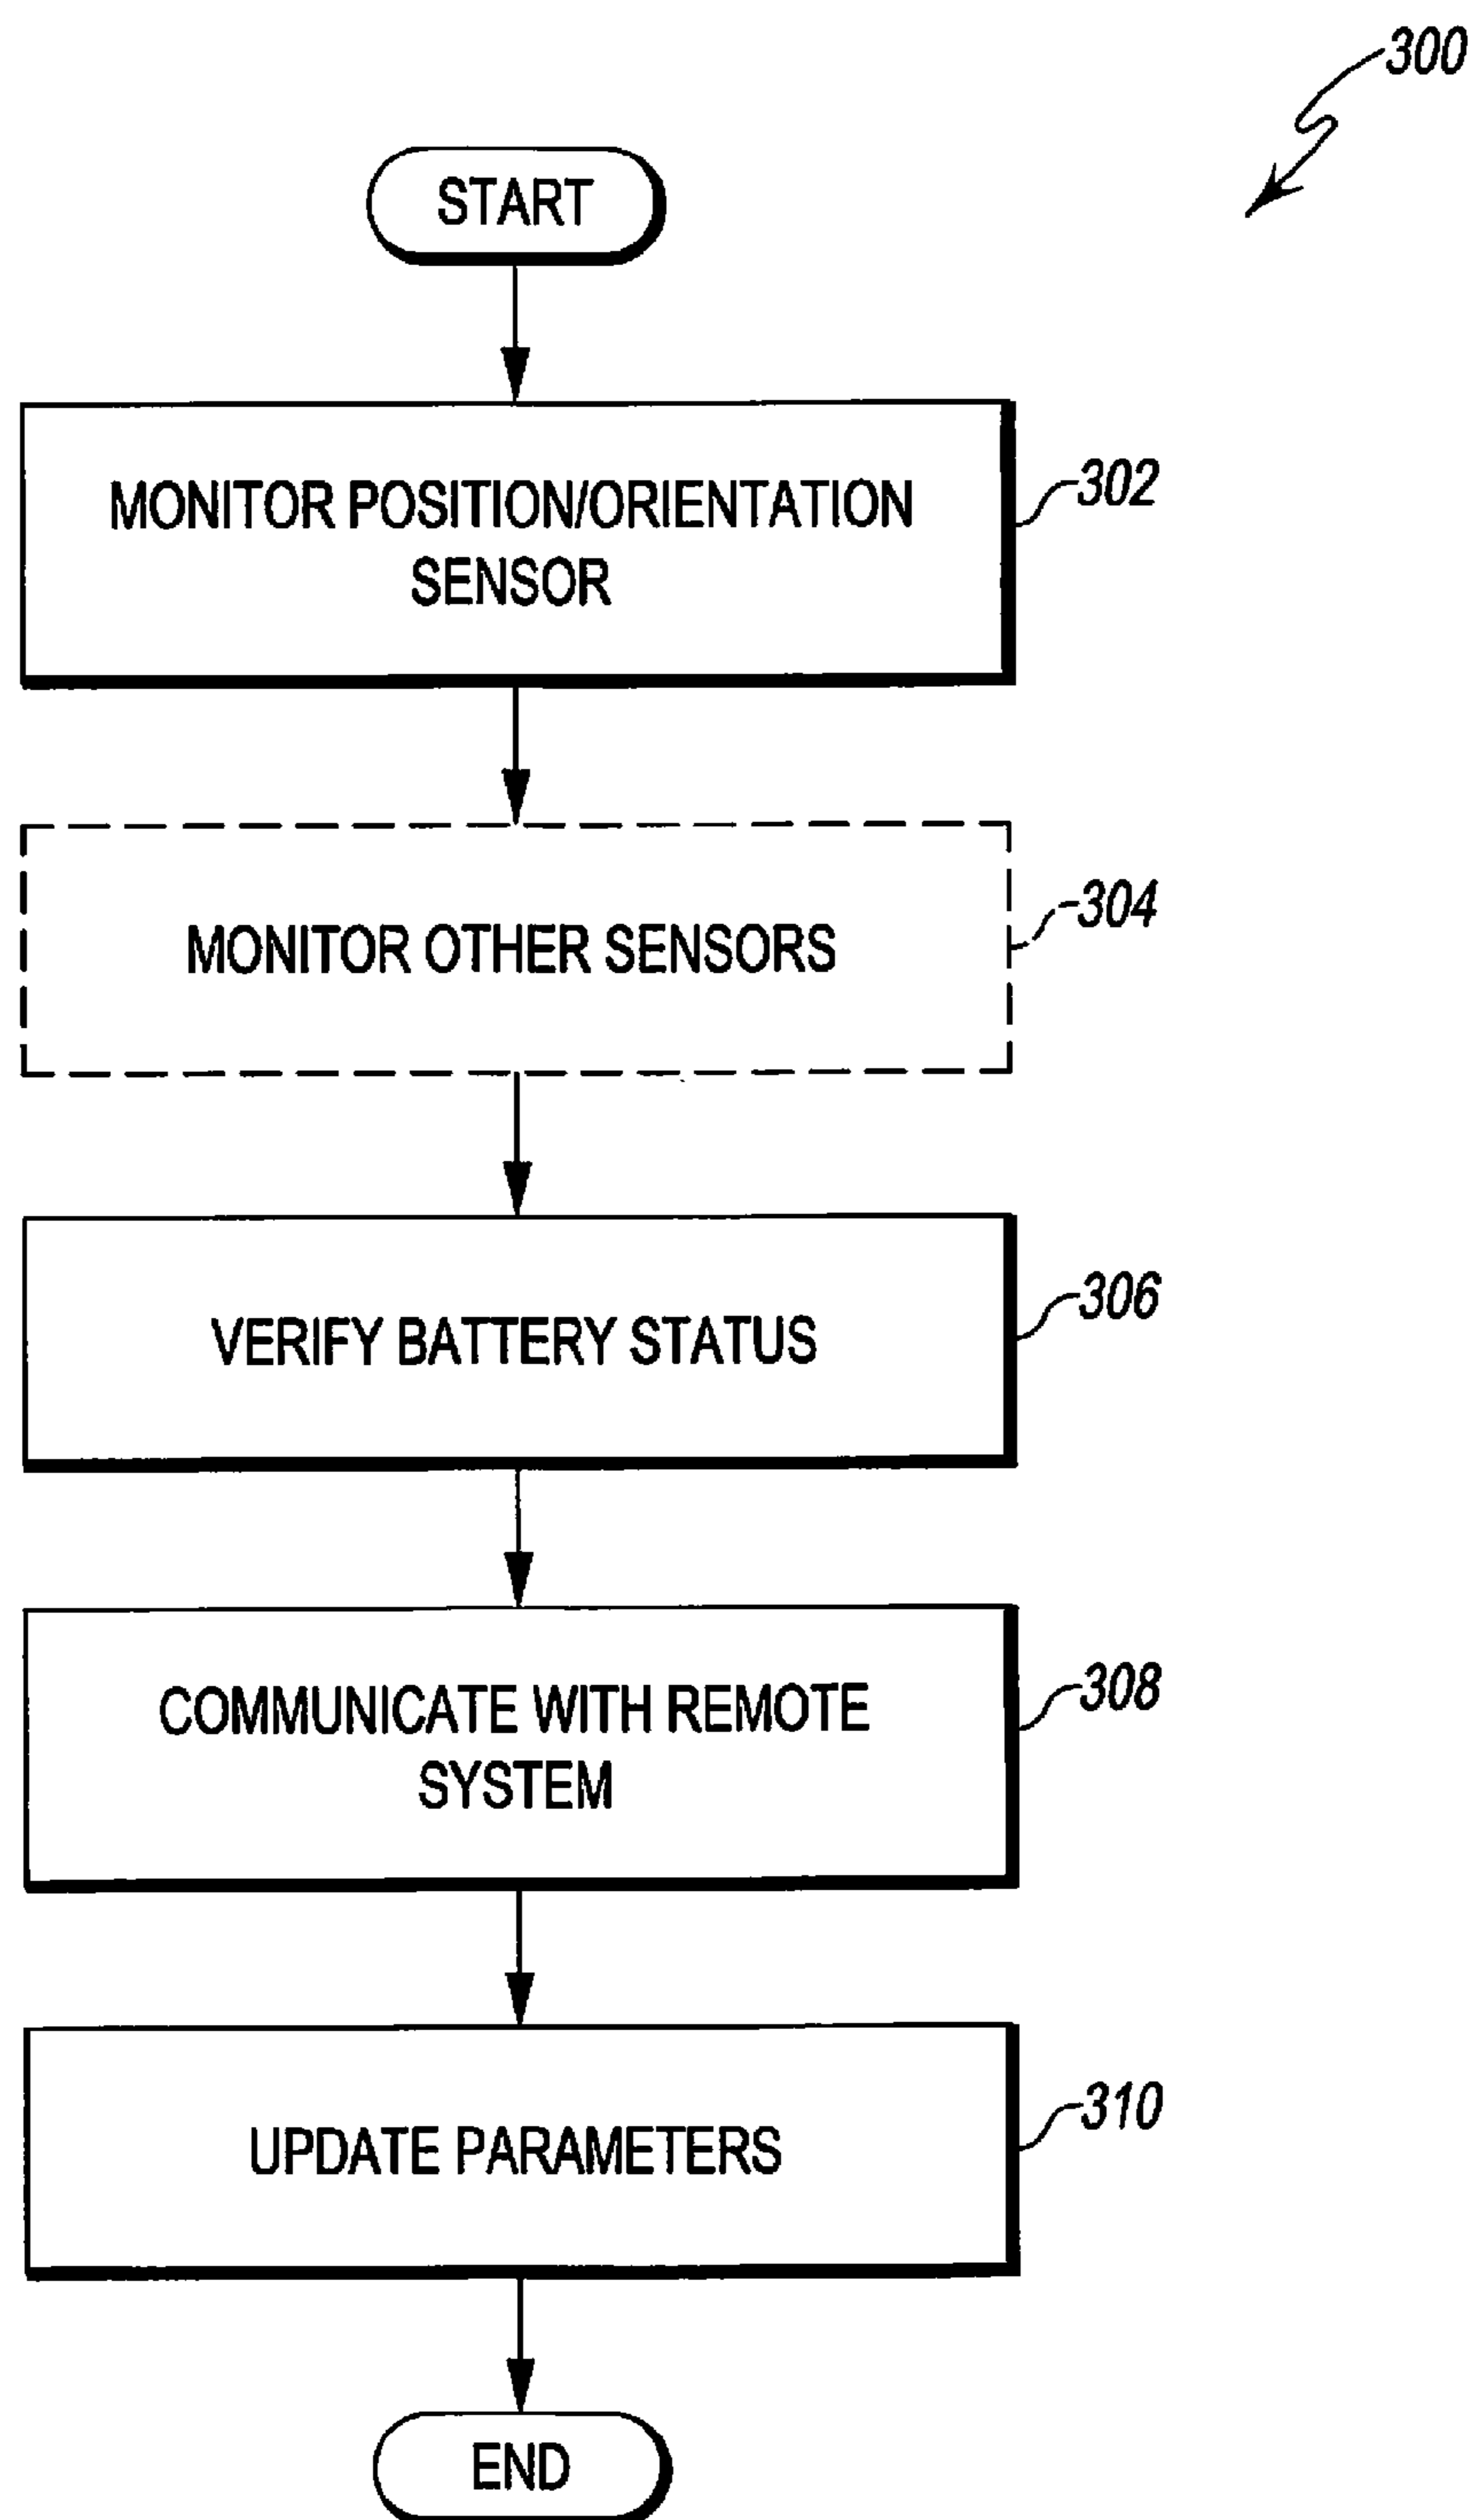 300
START
MONITOR POSITION/ORIENTATION
SENSOR
302
MONITOR OTHER SENSORS
304
VERIFY BATTERY STATUS
306
COMMUNICATE WITH REMOTE
SYSTEM
308
UPDATE PARAMETERS
310
END